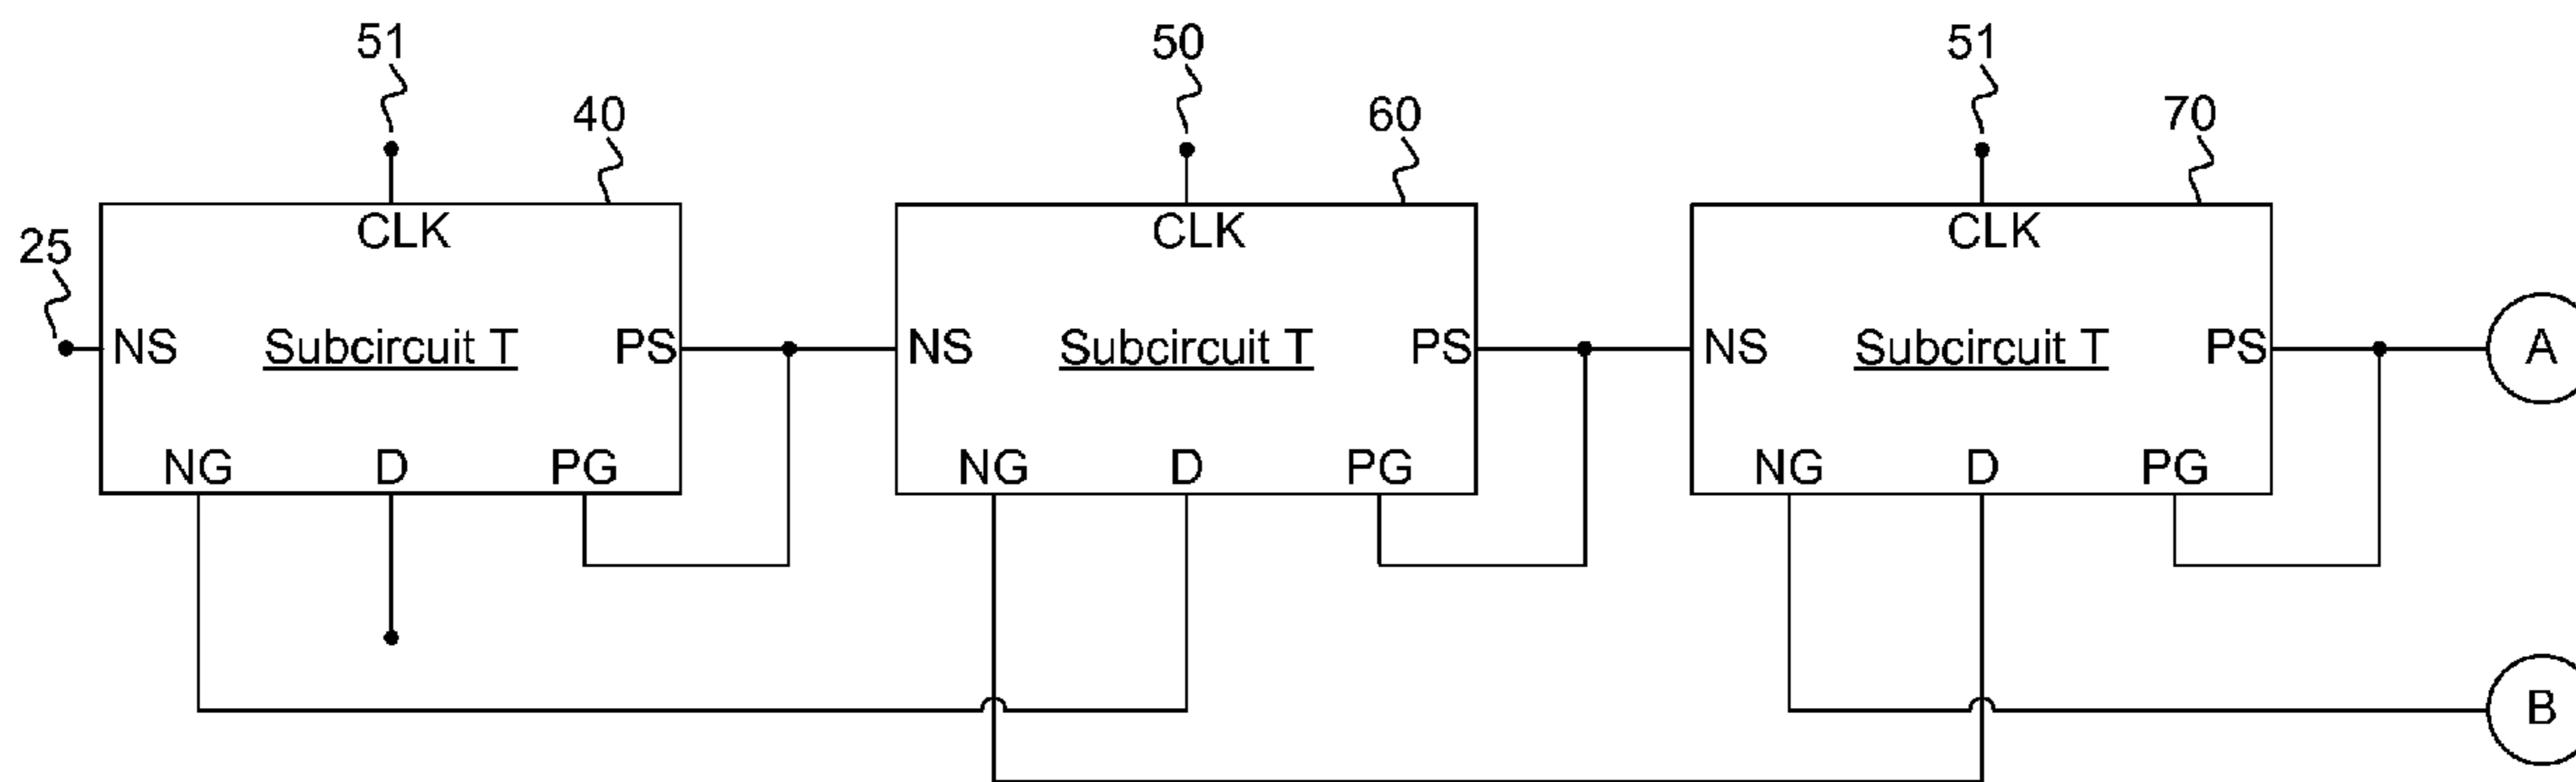 51 50 51
40 60 70
CLK CLK CLK
25
NS Subcircuit T PS NS Subcircuit T PS NS Subcircuit T PS A
NG D PG NG D PG NG D PG
B